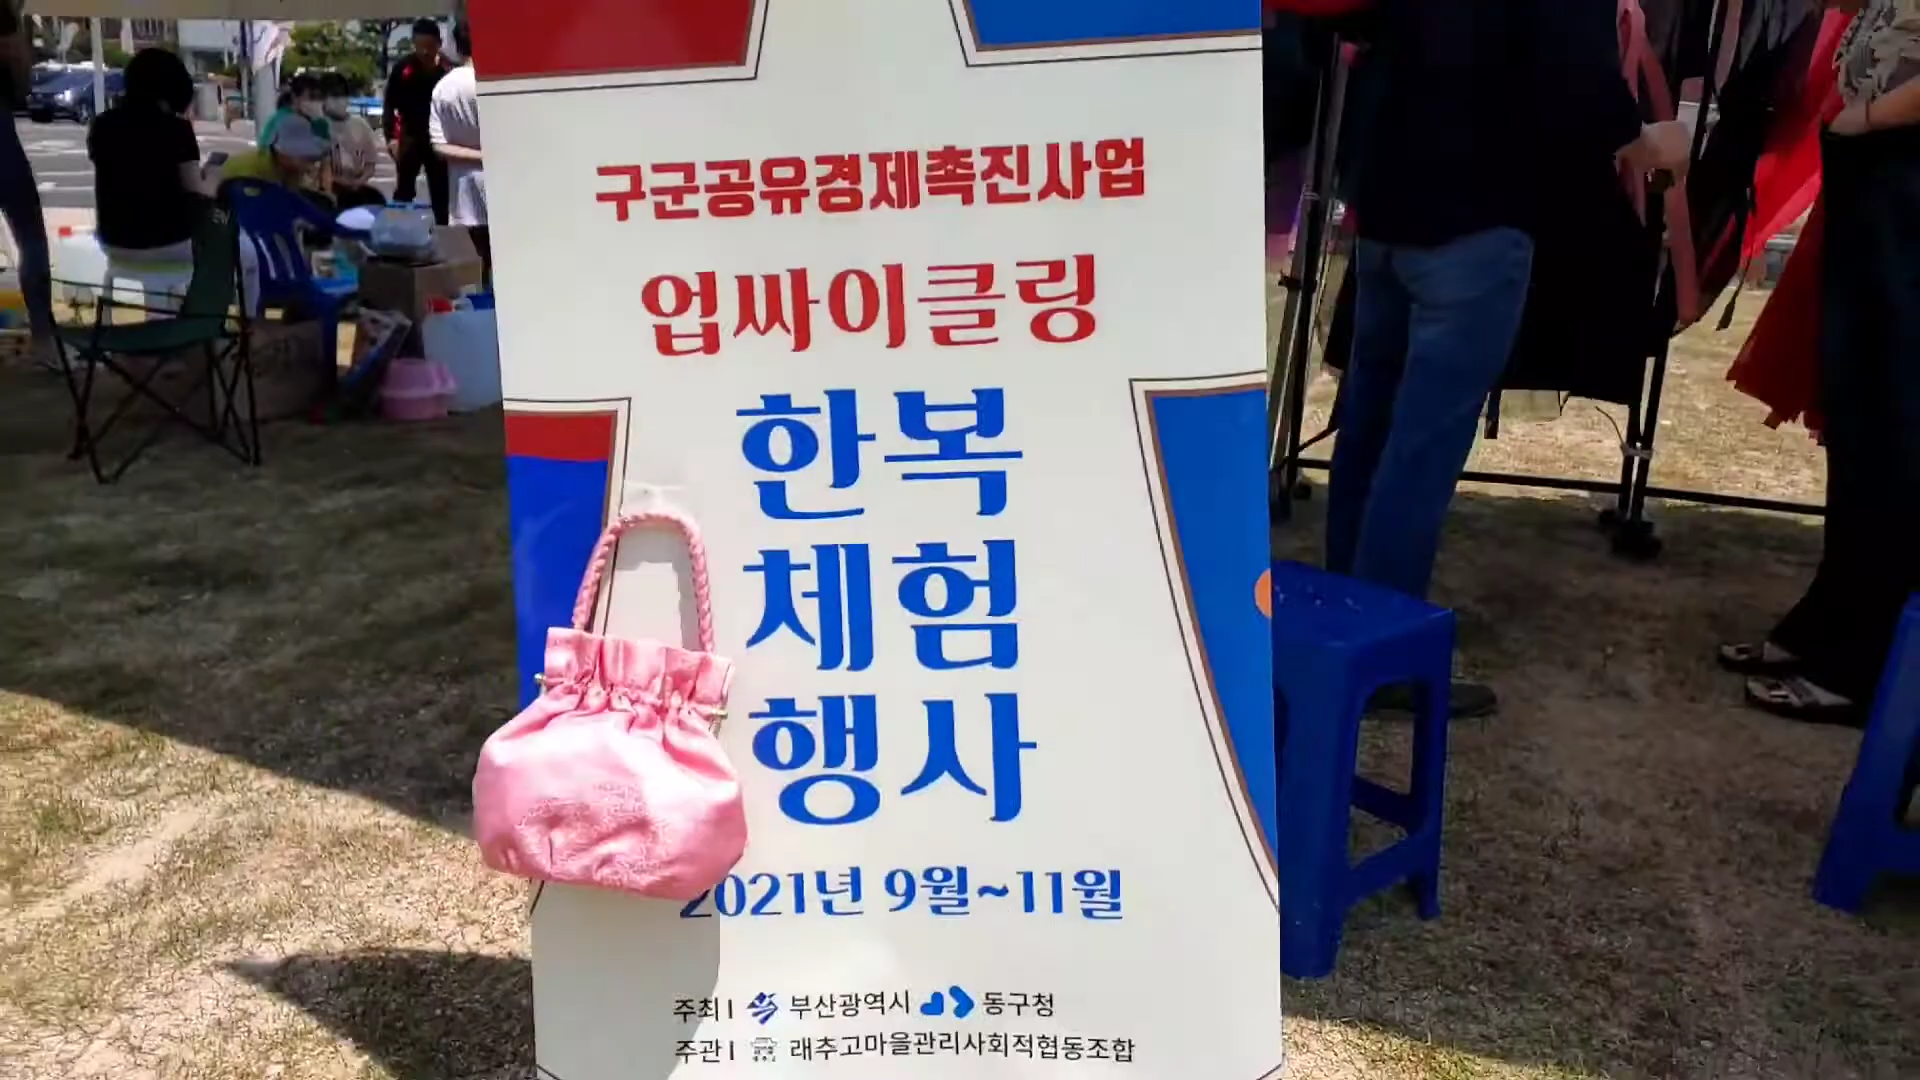 구군공유경제촉진사업
업싸이클링
한복
체험
행사
2021년 9월~11월
주최 | 부산광역시 동구청
주관 | 래추고마을관리사회적협동조합